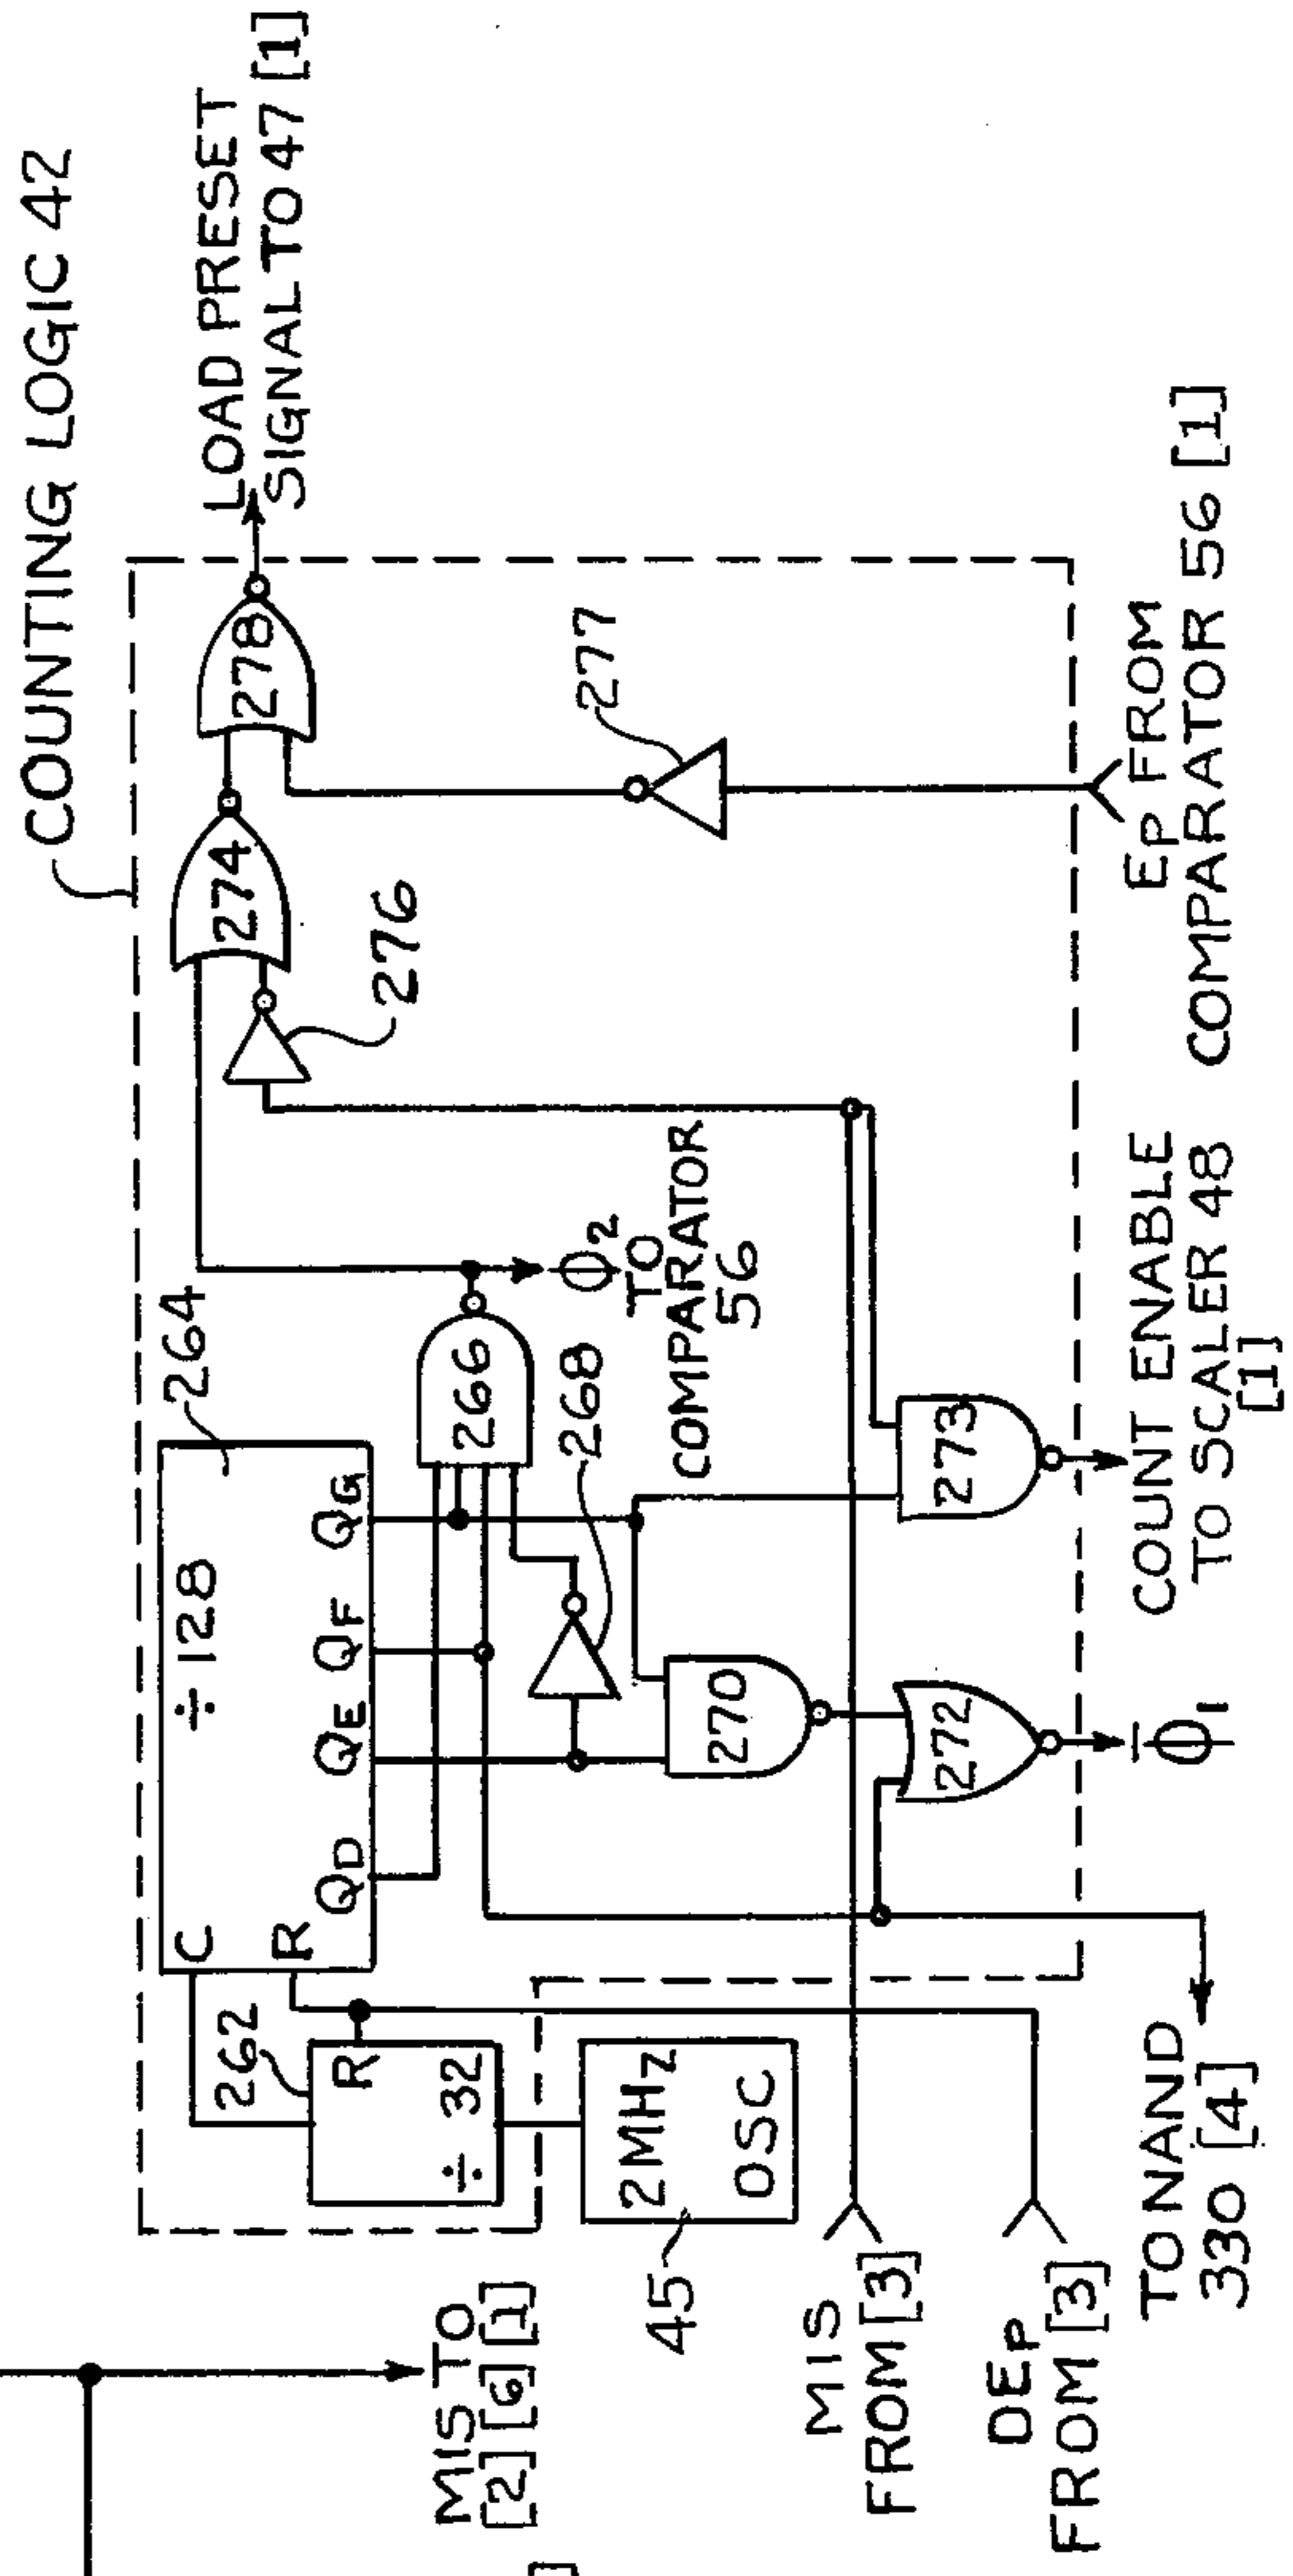 COUNTING LOGIC 42
LOAD PRESET
SIGNAL TO 47 [1]
264
÷128
C
R
QD
QE
QF
QG
262
R
÷ 32
2MHz
OSC
45
266
268
270
272
273
274
276
277
278
ϕ2
TO
COMPARATOR
56
ϕ̅1
COUNT ENABLE
TO SCALER 48
[1]
EP FROM
COMPARATOR 56 [1]
MIS TO
[2][6][1]
MIS
FROM [3]
DEP
FROM [3]
TO NAND
330 [4]
]